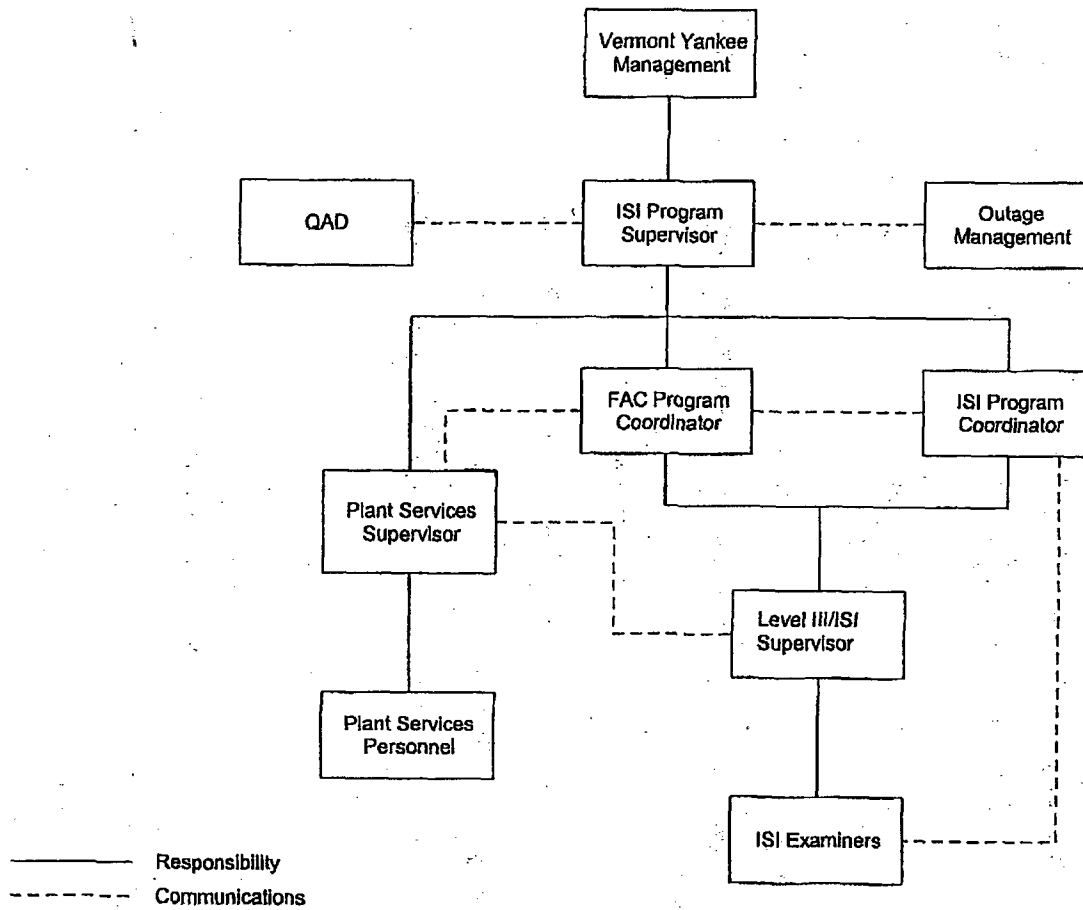 Vermont Yankee
Management
QAD
ISI Program
Supervisor
Outage
Management
FAC Program
Coordinator
ISI Program
Coordinator
Plant Services
Supervisor
Level III/ISI
Supervisor
Plant Services
Personnel
ISI Examiners
Responsibility
Communications